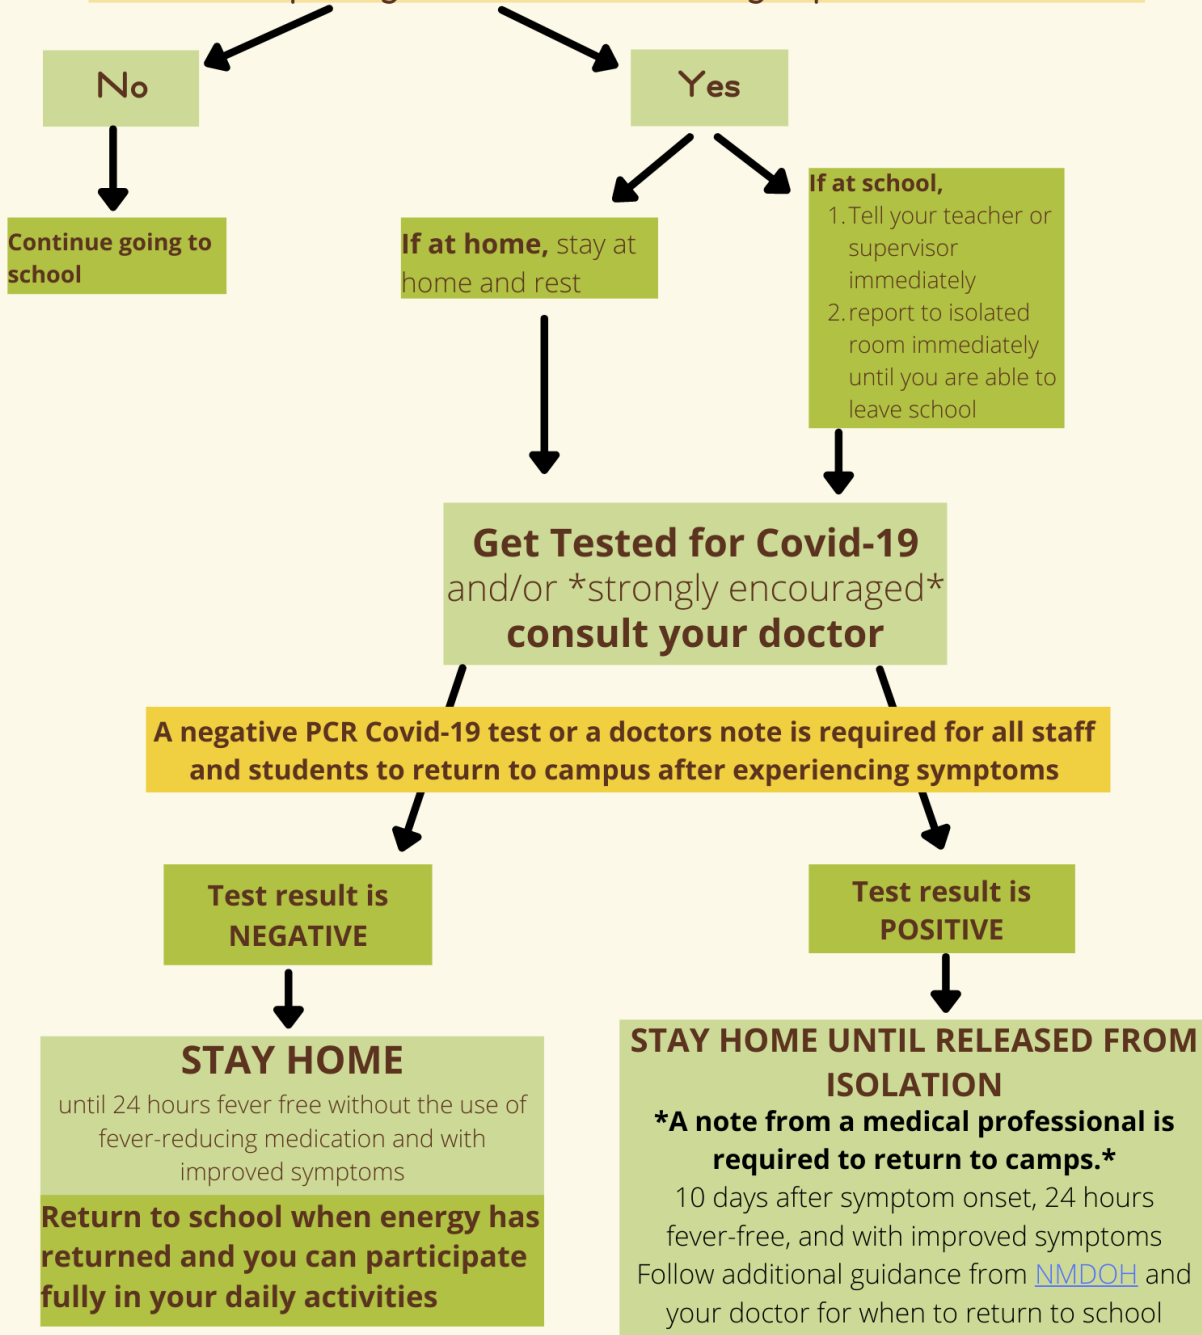 No
Yes
Continue going to
school
If at home, stay at
home and rest
If at school,
1. Tell your teacher or
supervisor
immediately
2. report to isolated
room immediately
until you are able to
leave school
Get Tested for Covid-19
and/or *strongly encouraged*
consult your doctor
A negative PCR Covid-19 test or a doctors note is required for all staff
and students to return to campus after experiencing symptoms
Test result is
NEGATIVE
Test result is
POSITIVE
STAY HOME
until 24 hours fever free without the use of
fever-reducing medication and with
improved symptoms
Return to school when energy has
returned and you can participate
fully in your daily activities
STAY HOME UNTIL RELEASED FROM
ISOLATION
*A note from a medical professional is
required to return to camps.*
10 days after symptom onset, 24 hours
fever-free, and with improved symptoms
Follow additional guidance from NMDOH and
your doctor for when to return to school